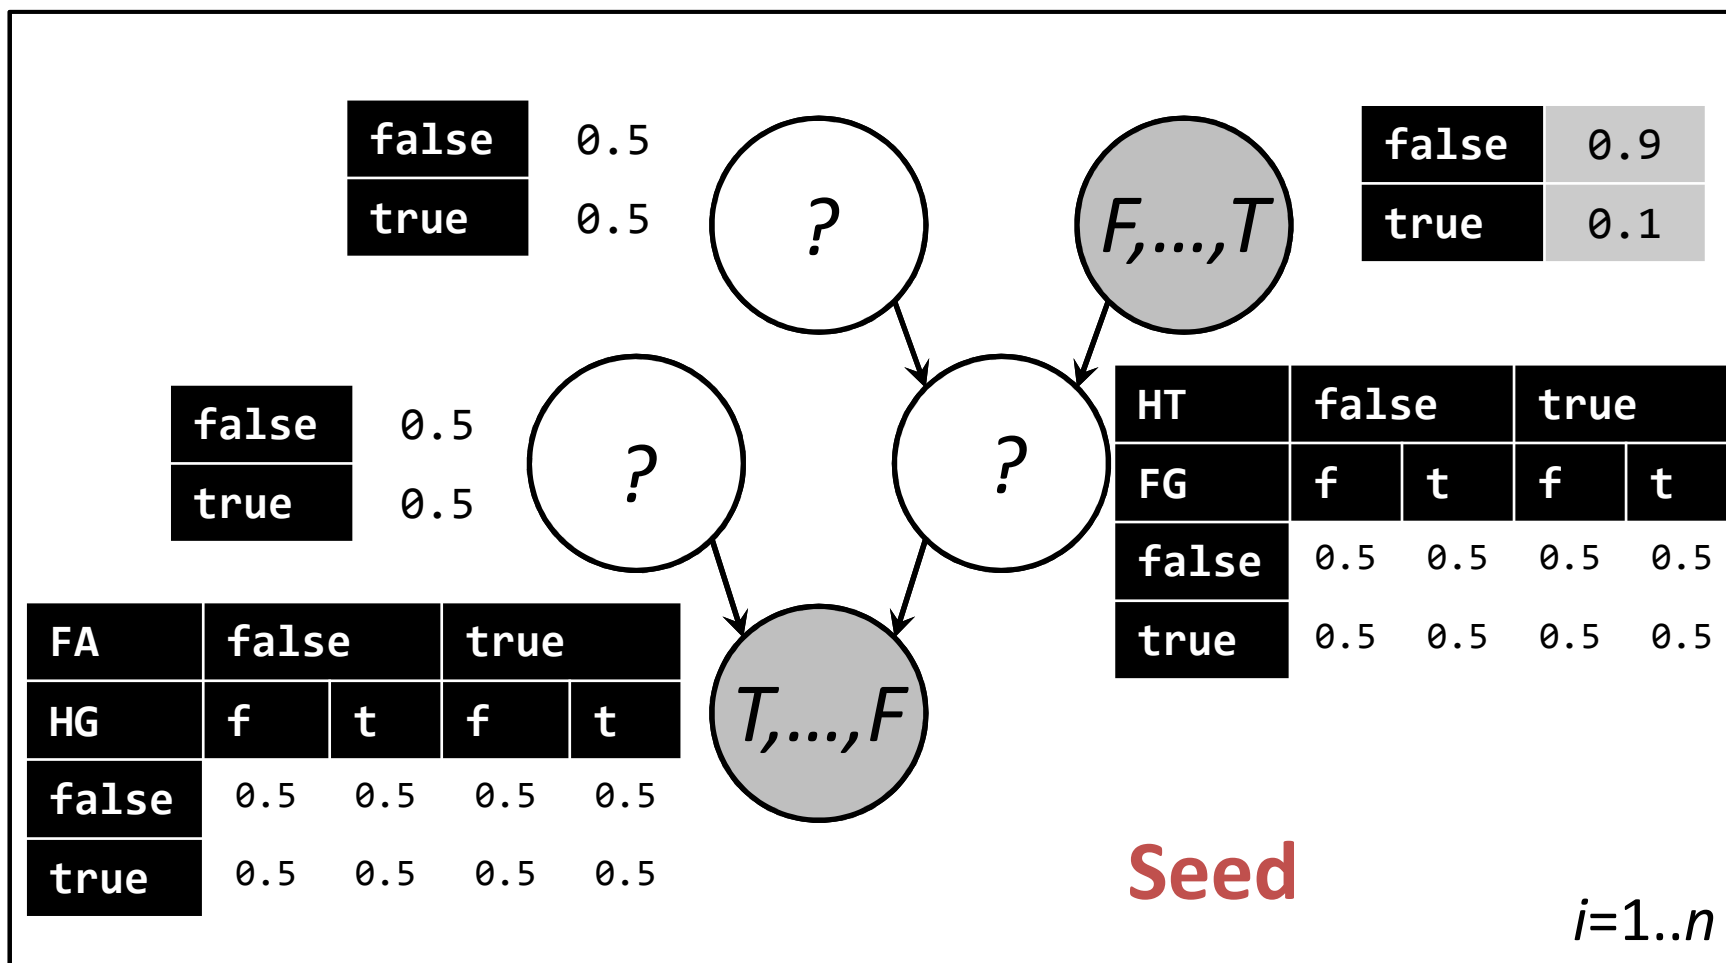 false 0.5
true 0.5
?
F,...,T
false 0.9
true 0.1
false 0.5
true 0.5
?
?
HT false true
FG f t f t
false 0.5 0.5 0.5 0.5
true 0.5 0.5 0.5 0.5
FA false true
HG f t f t
false 0.5 0.5 0.5 0.5
true 0.5 0.5 0.5 0.5
T,...,F
Seed
i=1..n